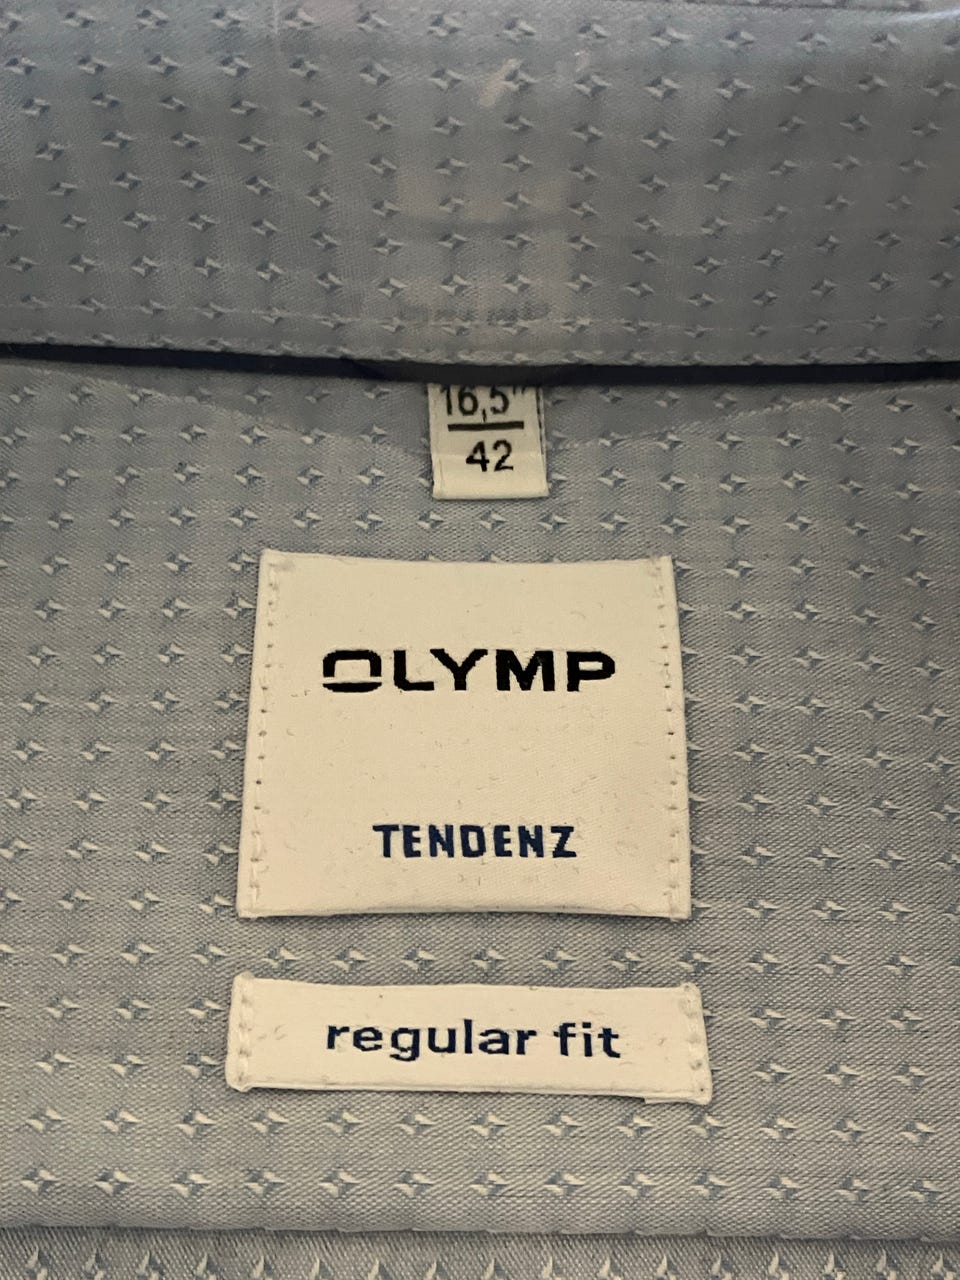 16,5"
42
OLYMP
TENDENZ
regular fit